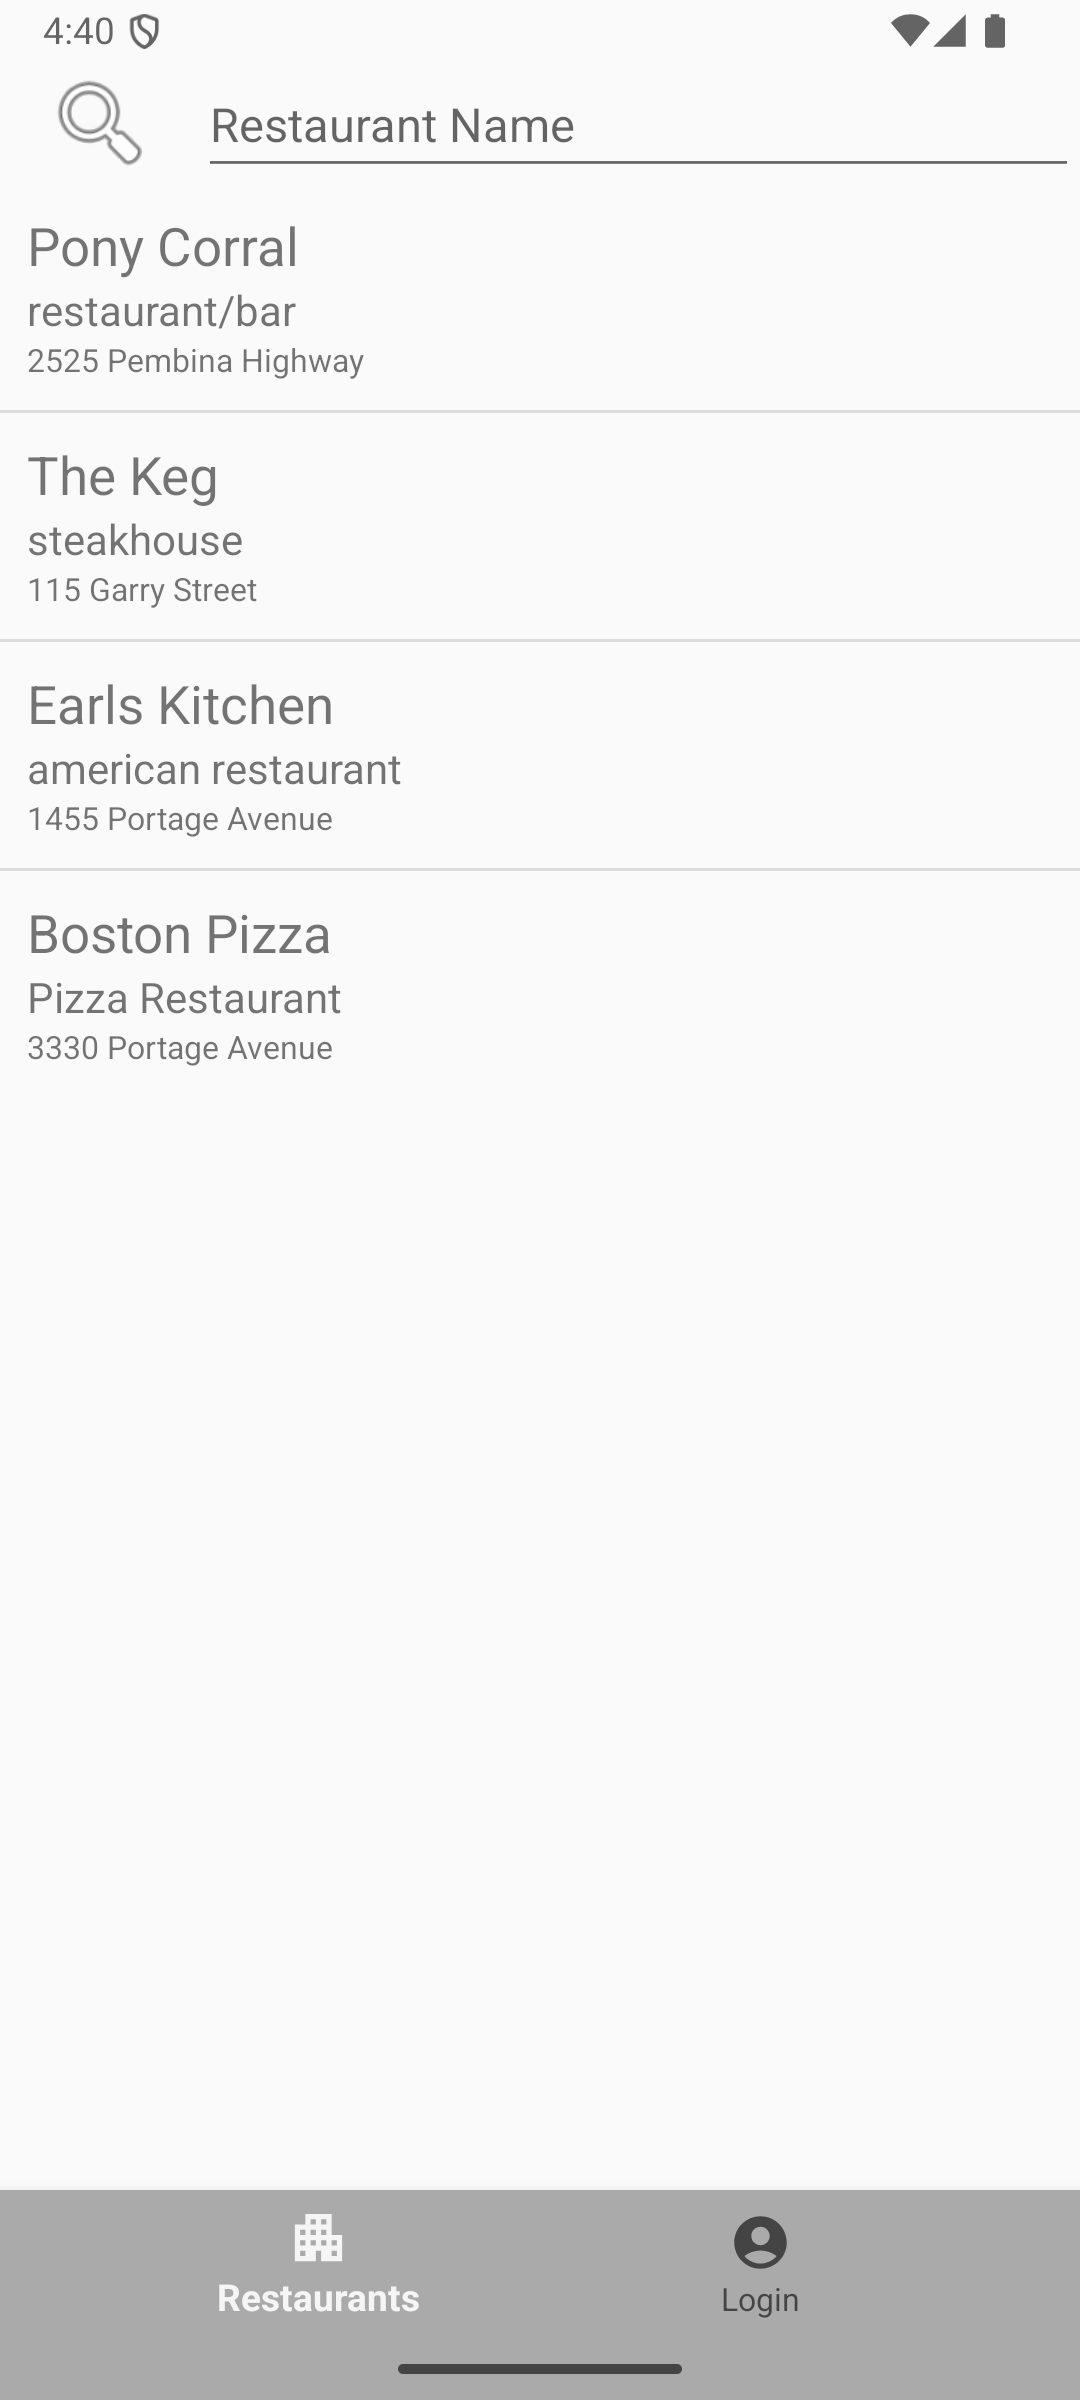 4:40
Restaurant Name
Pony Corral
restaurant/bar
2525 Pembina Highway
The Keg
steakhouse
115 Garry Street
Earls Kitchen
american restaurant
1455 Portage Avenue
Boston Pizza
Pizza Restaurant
3330 Portage Avenue
Restaurants
Login